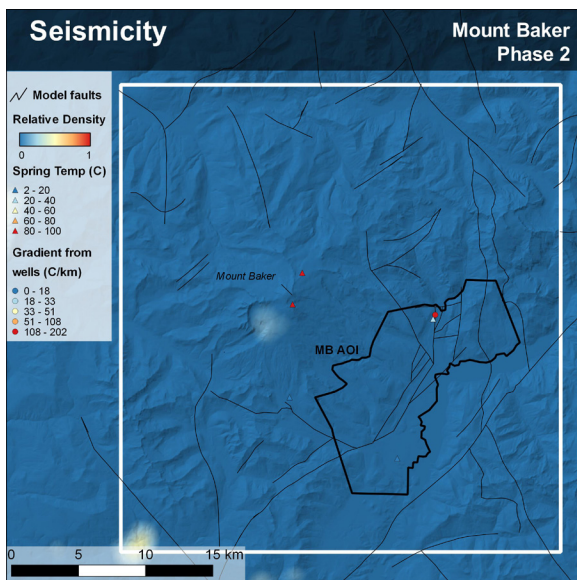 Seismicity
Mount Baker
Phase 2
Model faults
Relative Density
0 1
Spring Temp (C)
2 - 20
20 - 40
40 - 60
60 - 80
80 - 100
Gradient from
wells (C/km)
0 - 18
18 - 33
33 - 51
51 - 108
108 - 202
Mount Baker
MB AOI
0 5 10 15 km